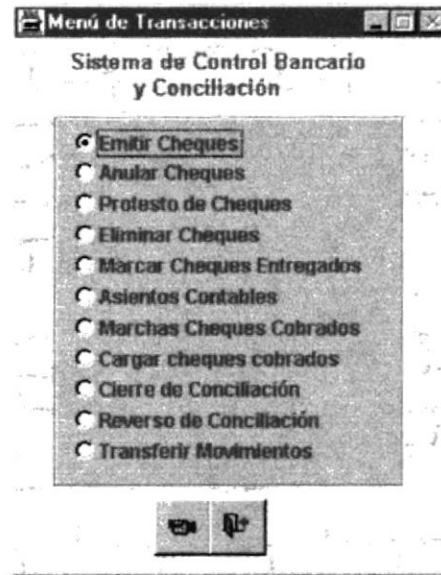 Menú de Transacciones
Sistema de Control Bancario
y Conciliación
Emitir Cheques
Anular Cheques
Protesto de Cheques
Eliminar Cheques
Marcar Cheques Entregados
Asientos Contables
Marchas Cheques Cobrados
Cargar cheques cobrados
Cierre de Conciliación
Reverso de Conciliación
Transferir Movimientos